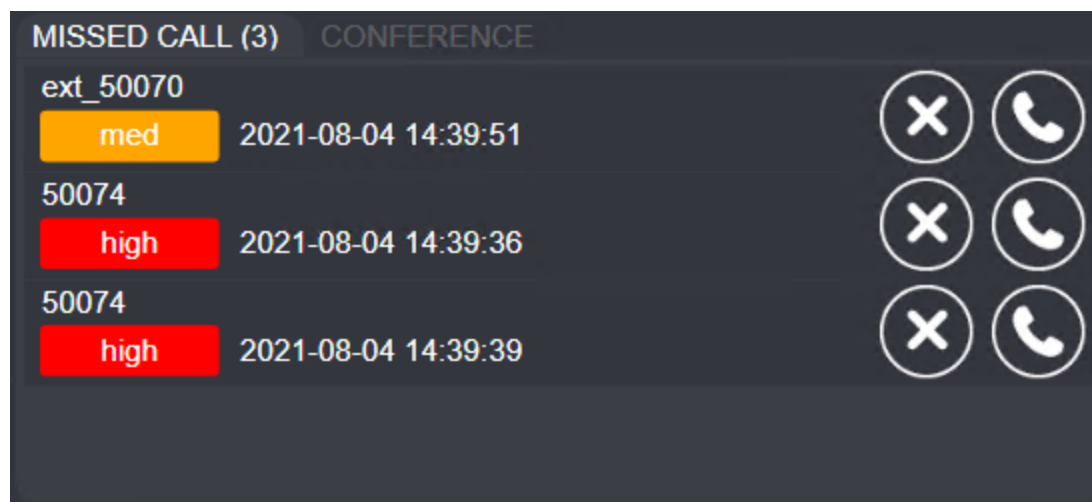 MISSED CALL (3) CONFERENCE
ext_50070
med 2021-08-04 14:39:51
50074
high 2021-08-04 14:39:36
50074
high 2021-08-04 14:39:39